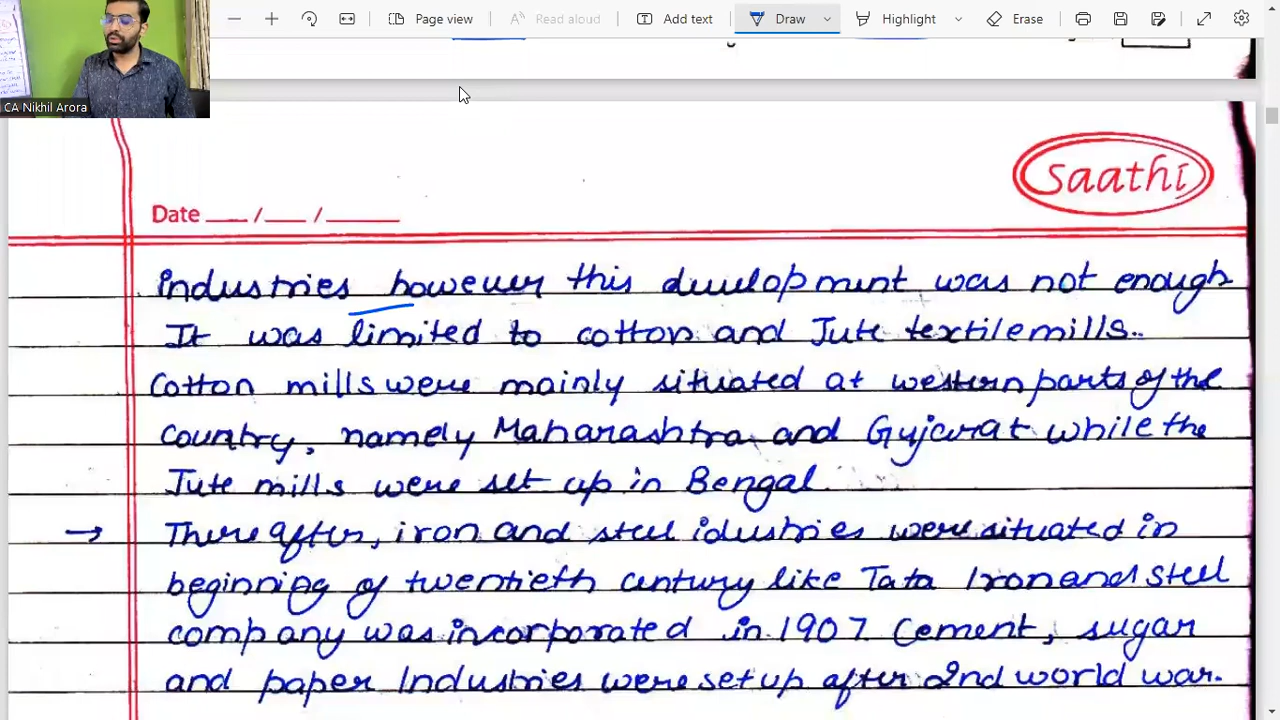 Page view
Read aloud
Add text
Draw
Highlight
Erase
CA Nikhil Arora
Saathi
Date __/__/____
industries however this development was not enough
It was limited to cotton and Jute textile mills.
Cotton mills were mainly situated at western parts of the
country, namely Maharashtra and Gujarat while the
Jute mills were set up in Bengal.
→ There after, iron and steel idustries were situated in
beginning of twentieth century like Tata Iron and steel
company was incorporated in 1907. Cement, sugar
and paper Industries were set up after 2nd world war.